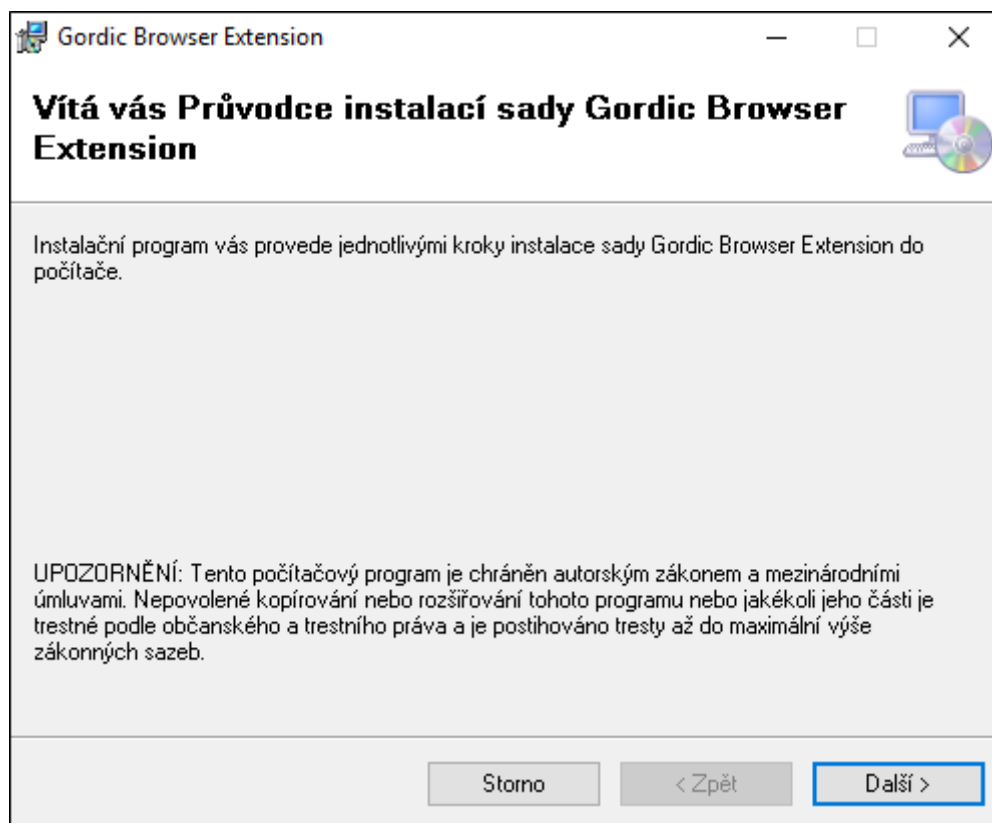 Gordic Browser Extension
Vítá vás Průvodce instalací sady Gordic Browser
Extension
Instalační program vás provede jednotlivými kroky instalace sady Gordic Browser Extension do
počítače.
UPOZORNĚNÍ: Tento počítačový program je chráněn autorským zákonem a mezinárodními
úmluvami. Nepovolené kopírování nebo rozšiřování tohoto programu nebo jakékoli jeho části je
trestné podle občanského a trestního práva a je postihováno tresty až do maximální výše
zákonných sazeb.
Storno
< Zpět
Další >